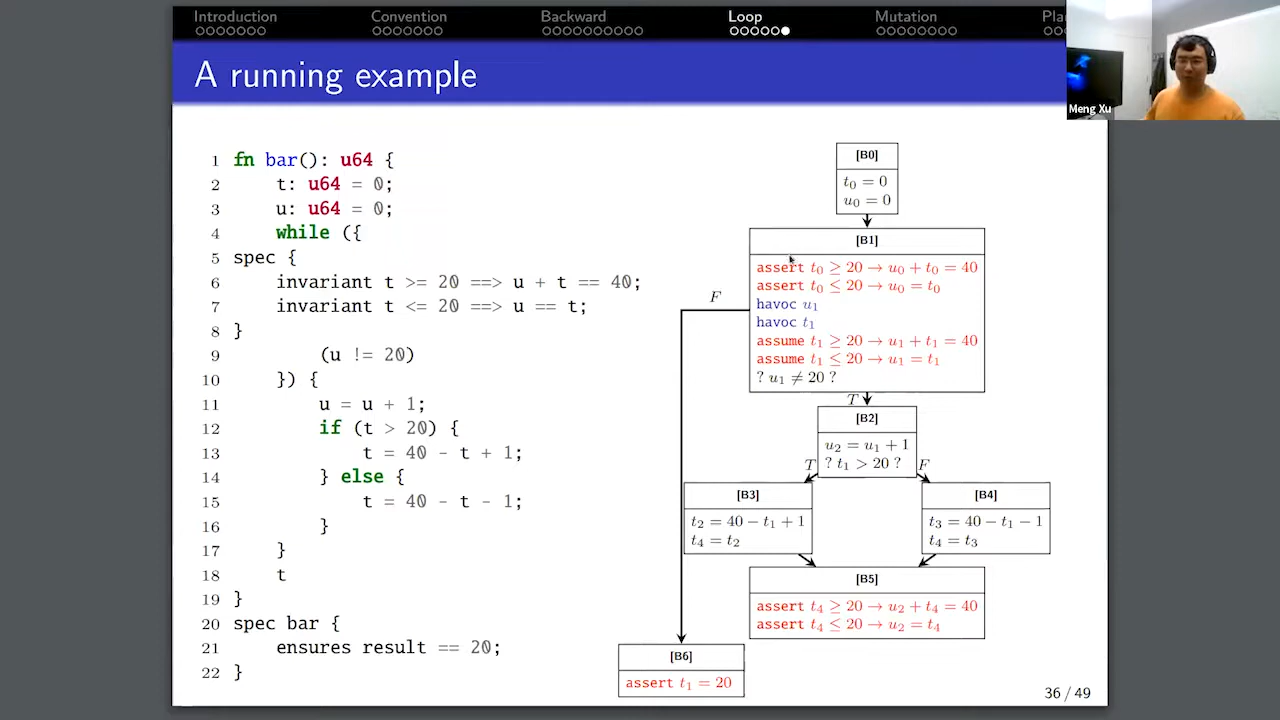 Introduction
Convention
Backward
Loop
Mutation
Pla
A running example
Meng Xu
1 fn bar(): u64 {
2 t: u64 = 0;
3 u: u64 = 0;
4 while ({
5 spec {
6 invariant t >= 20 ==> u + t == 40;
7 invariant t <= 20 ==> u == t;
8 }
9 (u != 20)
10 }) {
11 u = u + 1;
12 if (t > 20) {
13 t = 40 - t + 1;
14 } else {
15 t = 40 - t - 1;
16 }
17 }
18 t
19 }
20 spec bar {
21 ensures result == 20;
22 }
[B0]
t₀ = 0
u₀ = 0
[B1]
assert t₀ ≥ 20 → u₀ + t₀ = 40
assert t₀ ≤ 20 → u₀ = t₀
havoc u₁
havoc t₁
assume t₁ ≥ 20 → u₁ + t₁ = 40
assume t₁ ≤ 20 → u₁ = t₁
? u₁ ≠ 20 ?
F
T
[B2]
u₂ = u₁ + 1
? t₁ > 20 ?
T
F
[B3]
t₂ = 40 − t₁ + 1
t₄ = t₂
[B4]
t₃ = 40 − t₁ − 1
t₄ = t₃
[B5]
assert t₄ ≥ 20 → u₂ + t₄ = 40
assert t₄ ≤ 20 → u₂ = t₄
[B6]
assert t₁ = 20
36 / 49